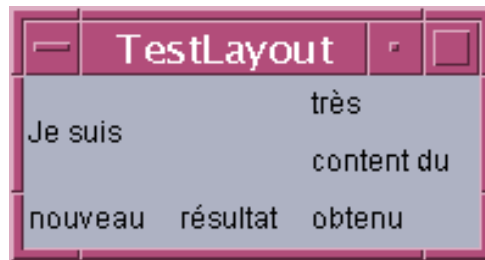 TestLayout
très
Je suis
content du
nouveau résultat obtenu